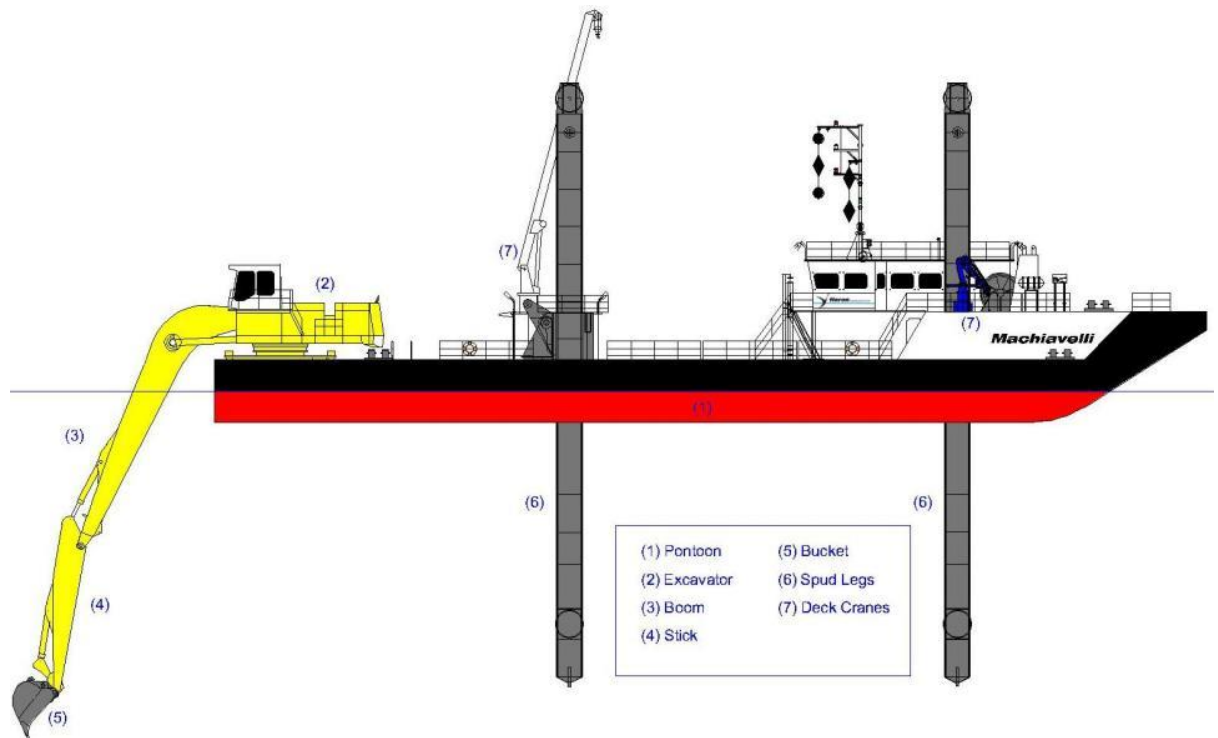 (7)
(2)
(7)
Machiavelli
(1)
(3)
(6)
(6)
(4)
(5)
(1) Pontoon
(2) Excavator
(3) Boom
(4) Stick
(5) Bucket
(6) Spud Legs
(7) Deck Cranes